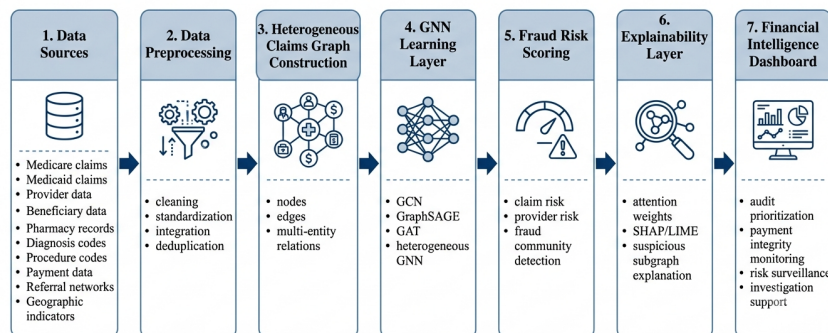 1. Data
Sources
• Medicare claims
• Medicaid claims
• Provider data
• Beneficiary data
• Pharmacy records
• Diagnosis codes
• Procedure codes
• Payment data
• Referral networks
• Geographic
indicators
2. Data
Preprocessing
• cleaning
• standardization
• integration
• deduplication
3. Heterogeneous
Claims Graph
Construction
• nodes
• edges
• multi-entity
relations
4. GNN
Learning
Layer
• GCN
• GraphSAGE
• GAT
• heterogeneous
GNN
5. Fraud Risk
Scoring
• claim risk
• provider risk
• fraud
community
detection
6.
Explainability
Layer
• attention
weights
• SHAP/LIME
• suspicious
subgraph
explanation
7. Financial
Intelligence
Dashboard
• audit
prioritization
• payment
integrity
monitoring
• risk surveillance
• investigation
support